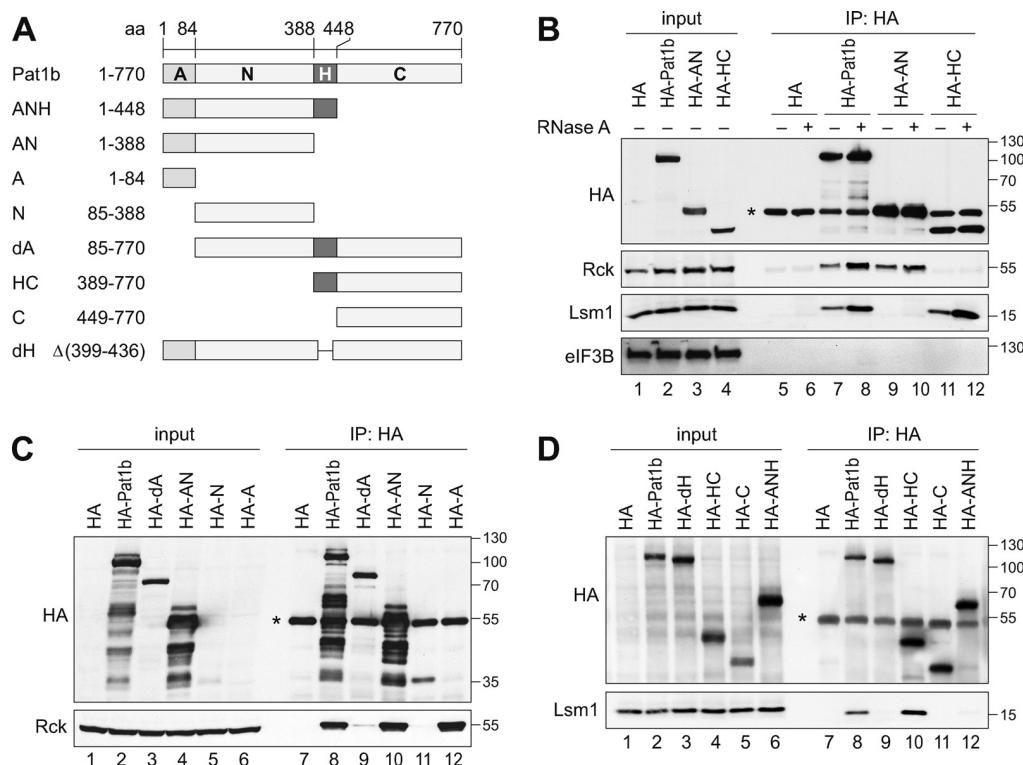 A
aa 1 84 388 448 770
Pat1b 1-770 A N H C
ANH 1-448
AN 1-388
A 1-84
N 85-388
dA 85-770
HC 389-770
C 449-770
dH Δ(399-436)
B
input IP: HA
HA HA-Pat1b HA-AN HA-HC HA HA-Pat1b HA-AN HA-HC
RNase A – – – – – + – + – + – +
HA * 130 100 70 55
Rck 55
Lsm1 15
eIF3B 130
1 2 3 4 5 6 7 8 9 10 11 12
C
input IP: HA
HA HA-Pat1b HA-dA HA-AN HA-N HA-A HA HA-Pat1b HA-dA HA-AN HA-N HA-A
HA * 130 100 70 55 35
Rck 55
1 2 3 4 5 6 7 8 9 10 11 12
D
input IP: HA
HA HA-Pat1b HA-dH HA-HC HA-C HA-ANH HA HA-Pat1b HA-dH HA-HC HA-C HA-ANH
HA * 130 100 70 55
Lsm1 15
1 2 3 4 5 6 7 8 9 10 11 12